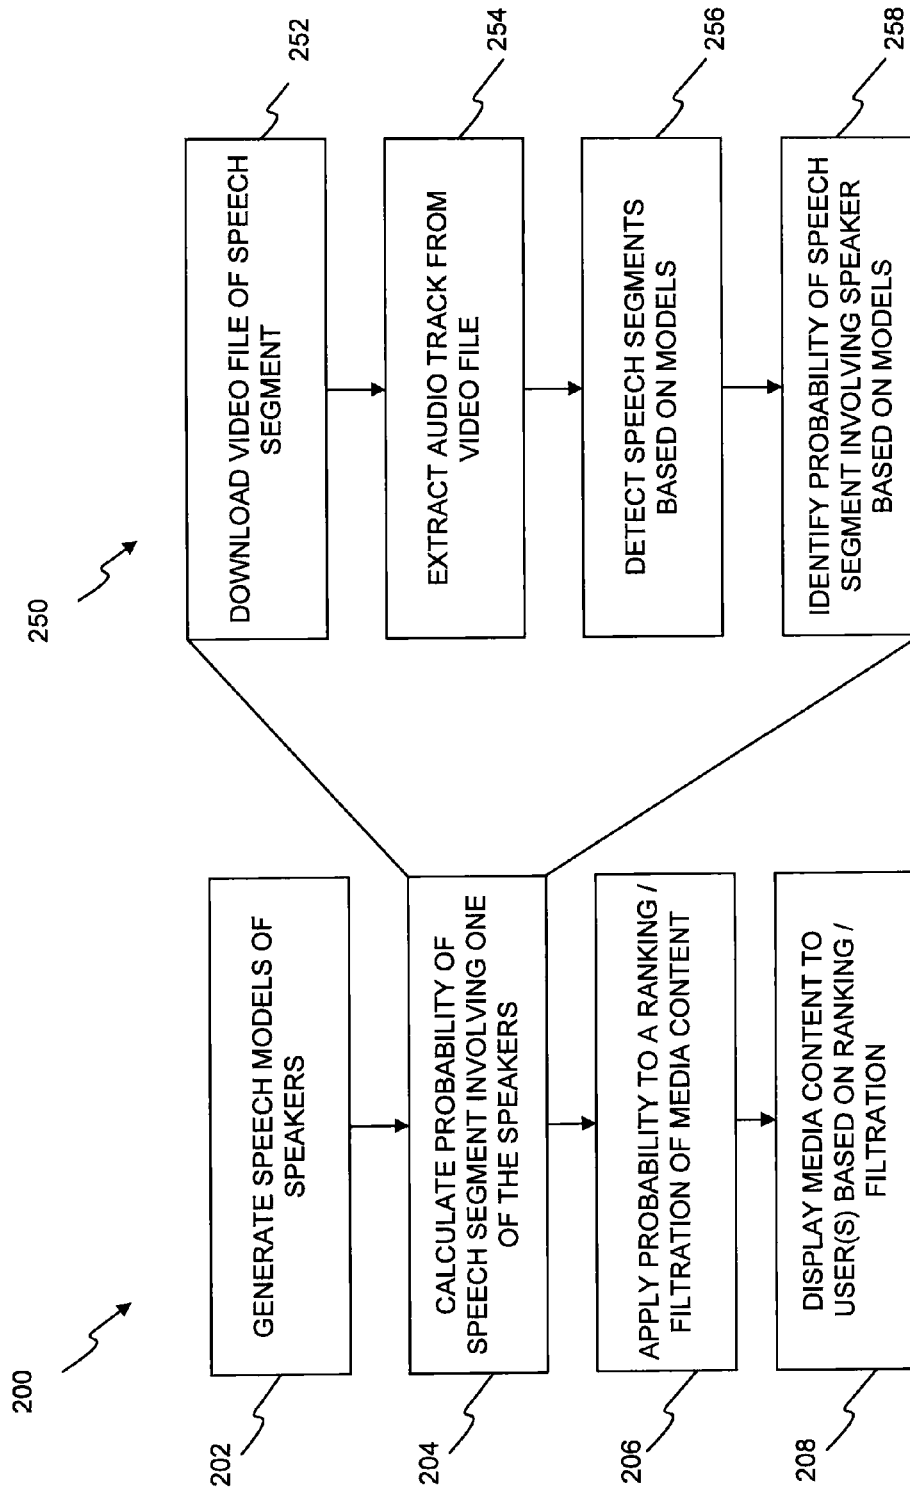 200
202
GENERATE SPEECH MODELS OF
SPEAKERS
204
CALCULATE PROBABILITY OF
SPEECH SEGMENT INVOLVING ONE
OF THE SPEAKERS
206
APPLY PROBABILITY TO A RANKING /
FILTRATION OF MEDIA CONTENT
208
DISPLAY MEDIA CONTENT TO
USER(S) BASED ON RANKING /
FILTRATION
250
252
DOWNLOAD VIDEO FILE OF SPEECH
SEGMENT
254
EXTRACT AUDIO TRACK FROM
VIDEO FILE
256
DETECT SPEECH SEGMENTS
BASED ON MODELS
258
IDENTIFY PROBABILITY OF SPEECH
SEGMENT INVOLVING SPEAKER
BASED ON MODELS